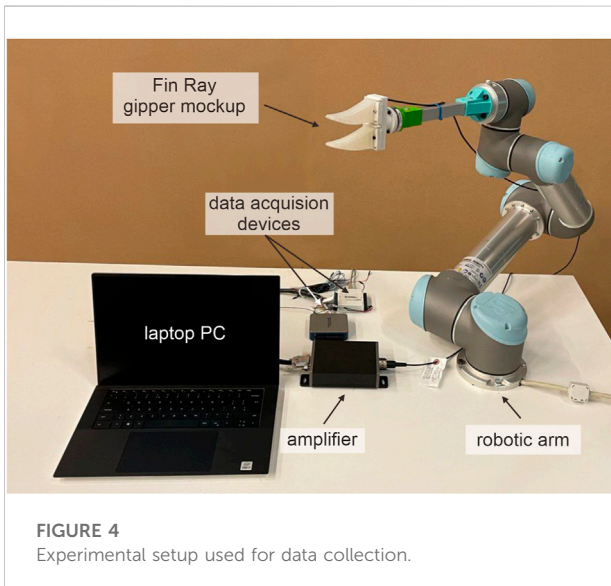 Fin Ray
gipper mockup
data acquision
devices
laptop PC
amplifier
robotic arm
FIGURE 4
Experimental setup used for data collection.